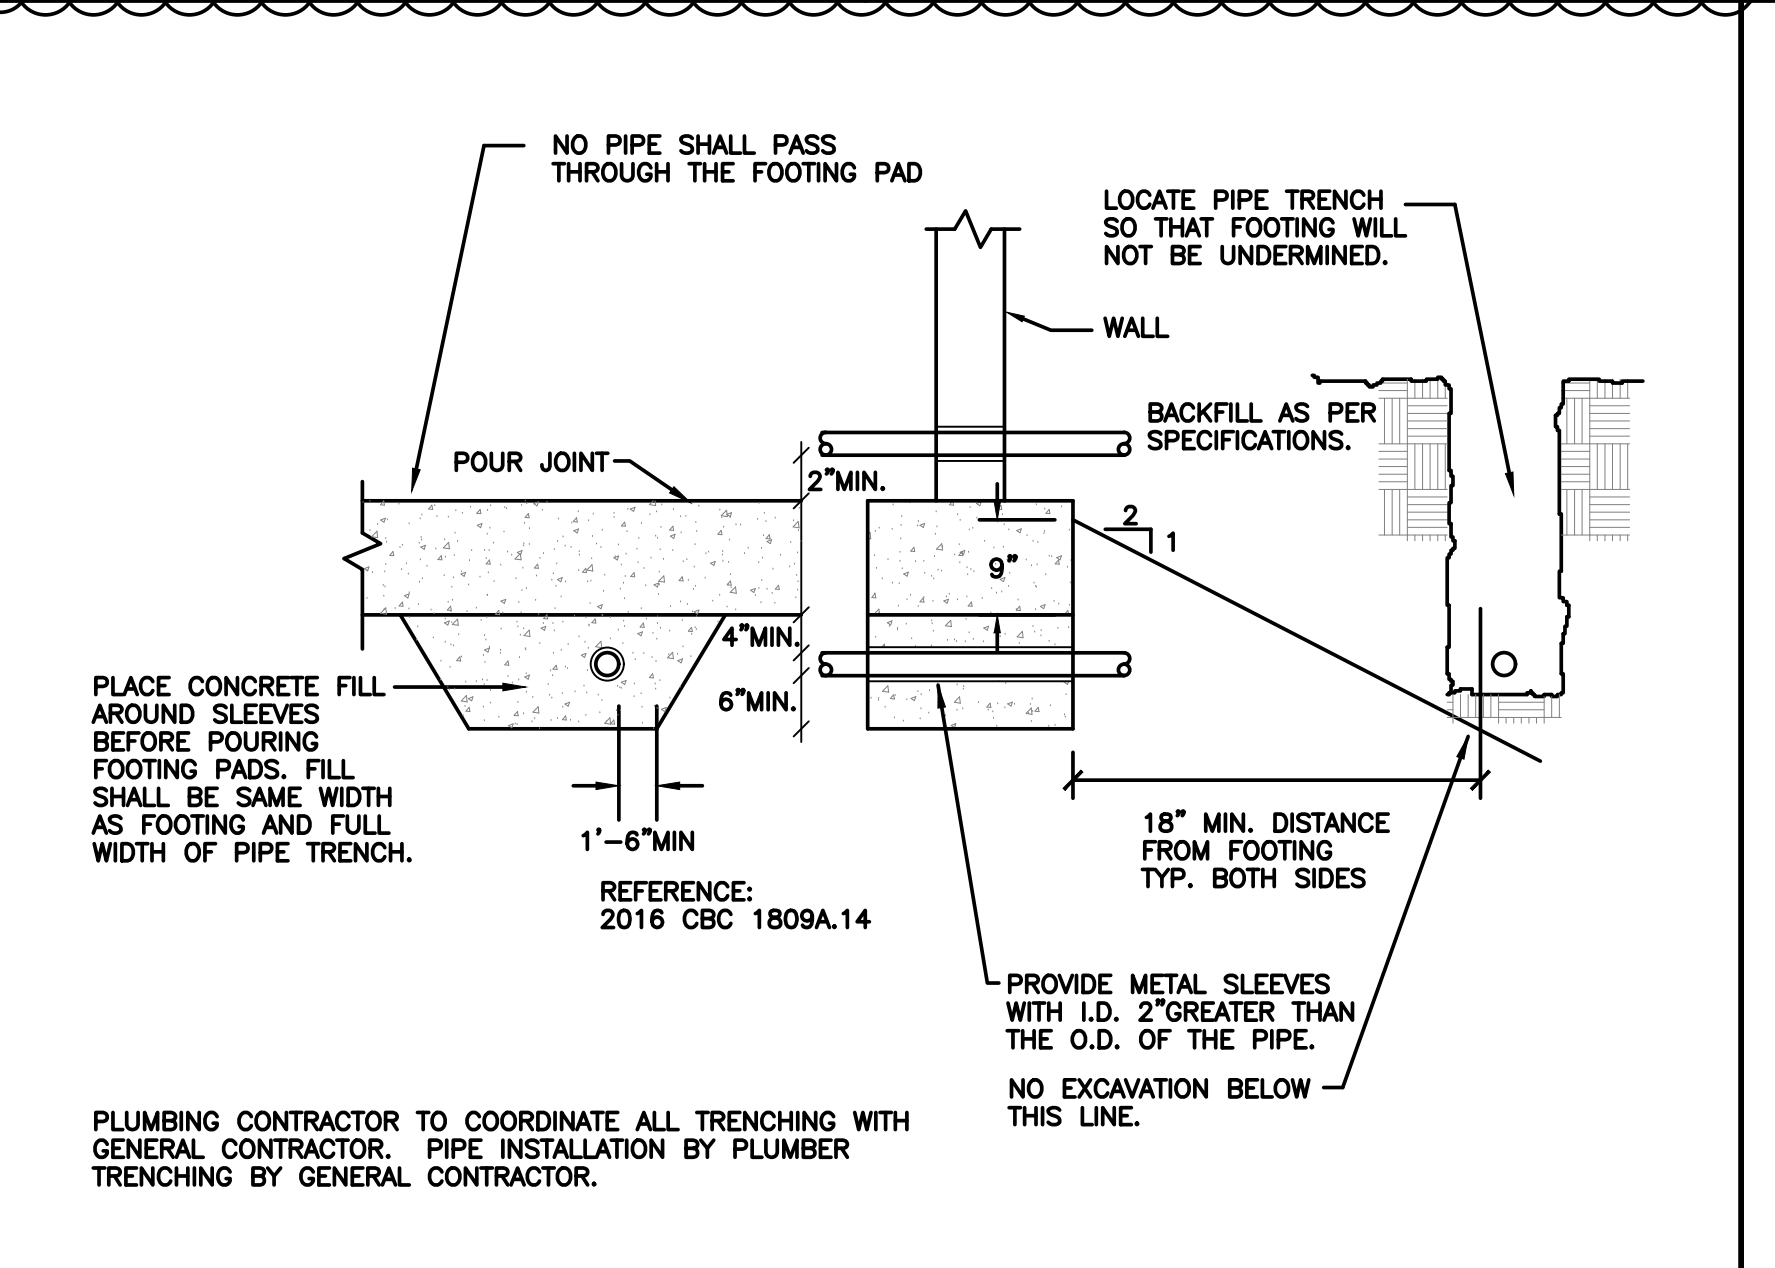 NO PIPE SHALL PASS
THROUGH THE FOOTING PAD
LOCATE PIPE TRENCH
SO THAT FOOTING WILL
NOT BE UNDERMINED.
WALL
BACKFILL AS PER
SPECIFICATIONS.
POUR JOINT
2"MIN.
2
1
9"
4"MIN.
6"MIN.
PLACE CONCRETE FILL
AROUND SLEEVES
BEFORE POURING
FOOTING PADS. FILL
SHALL BE SAME WIDTH
AS FOOTING AND FULL
WIDTH OF PIPE TRENCH.
1'-6"MIN
18" MIN. DISTANCE
FROM FOOTING
TYP. BOTH SIDES
REFERENCE:
2016 CBC 1809A.14
PROVIDE METAL SLEEVES
WITH I.D. 2"GREATER THAN
THE O.D. OF THE PIPE.
NO EXCAVATION BELOW
THIS LINE.
PLUMBING CONTRACTOR TO COORDINATE ALL TRENCHING WITH
GENERAL CONTRACTOR. PIPE INSTALLATION BY PLUMBER
TRENCHING BY GENERAL CONTRACTOR.